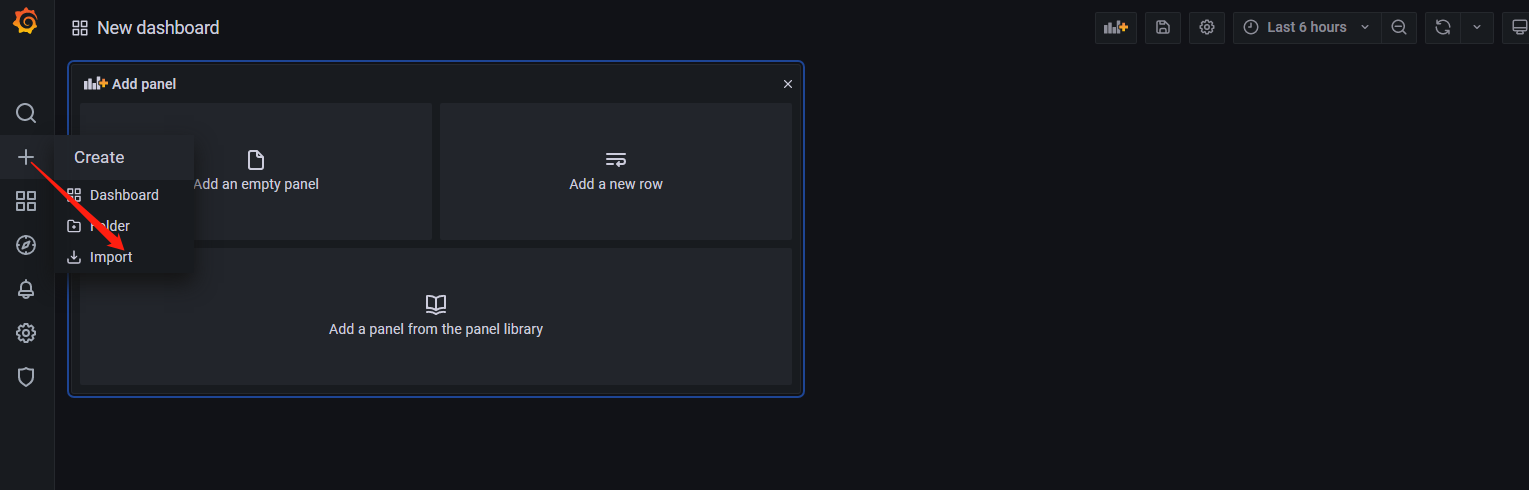 New dashboard
Last 6 hours
Add panel
Create
Dashboard
Folder
Import
Add an empty panel
Add a new row
Add a panel from the panel library